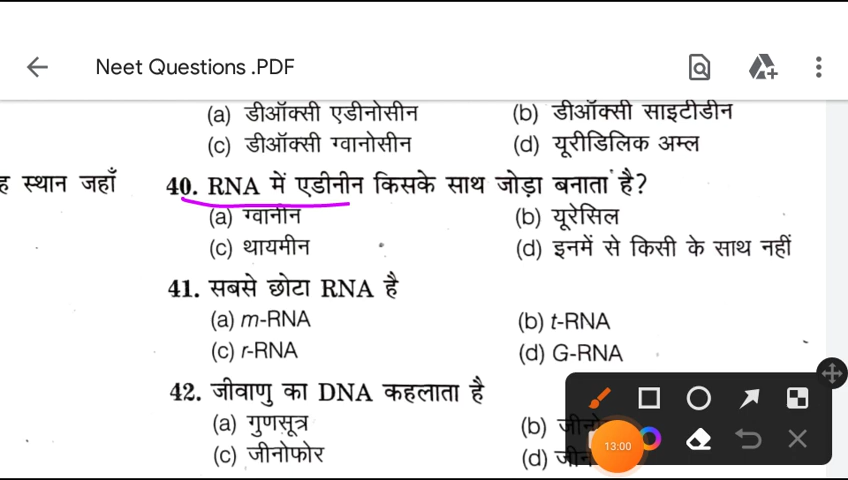 Neet Questions .PDF
(a) डीऑक्सी एडीनोसीन (b) डीऑक्सी साइटीडीन
(c) डीऑक्सी ग्वानोसीन (d) यूरीडिलिक अम्ल
ह स्थान जहाँ
40. RNA में एडीनीन किसके साथ जोड़ा बनाता है?
(a) ग्वानीन (b) यूरेसिल
(c) थायमीन (d) इनमें से किसी के साथ नहीं
41. सबसे छोटा RNA है
(a) m-RNA (b) t-RNA
(c) r-RNA (d) G-RNA
42. जीवाणु का DNA कहलाता है
(a) गुणसूत्र (b)
(c) जीनोफोर (d)
13:00